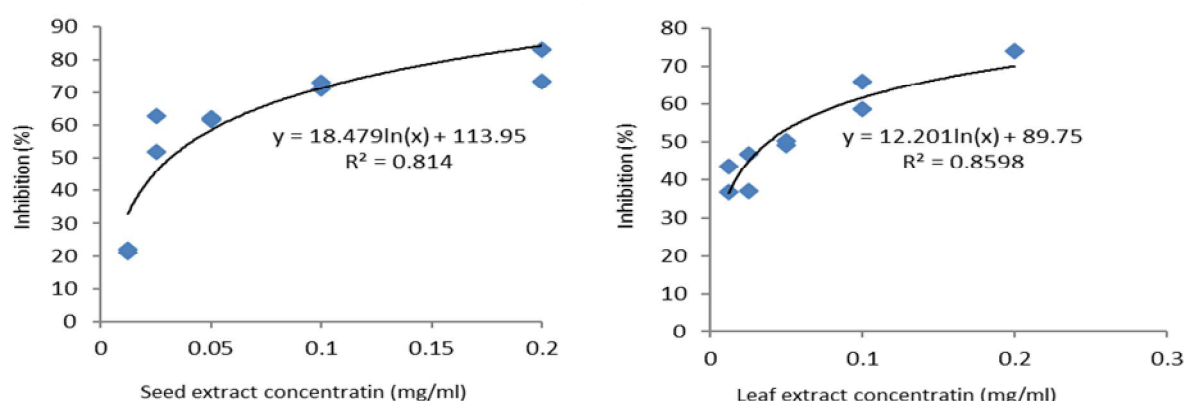 90
80
70
60
50
40
30
20
10
0
Inhibition (%)
y = 18.479ln(x) + 113.95
R² = 0.814
0 0.05 0.1 0.15 0.2
Seed extract concentratin (mg/ml)
80
70
60
50
40
30
20
10
0
Inhibition (%)
y = 12.201ln(x) + 89.75
R² = 0.8598
0 0.1 0.2 0.3
Leaf extract concentratin (mg/ml)